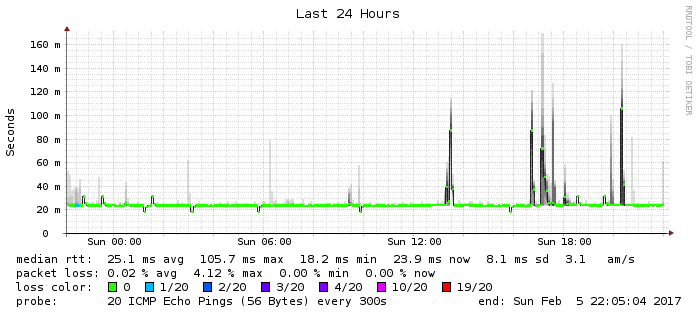 Last 24 Hours
RRDTOOL / TOBI OETIKER
Seconds
160 m
140 m
120 m
100 m
80 m
60 m
40 m
20 m
0
Sun 00:00 Sun 06:00 Sun 12:00 Sun 18:00
median rtt: 25.1 ms avg 105.7 ms max 18.2 ms min 23.9 ms now 8.1 ms sd 3.1 am/s
packet loss: 0.02 % avg 4.12 % max 0.00 % min 0.00 % now
loss color: 0 1/20 2/20 3/20 4/20 10/20 19/20
probe: 20 ICMP Echo Pings (56 Bytes) every 300s end: Sun Feb 5 22:05:04 2017